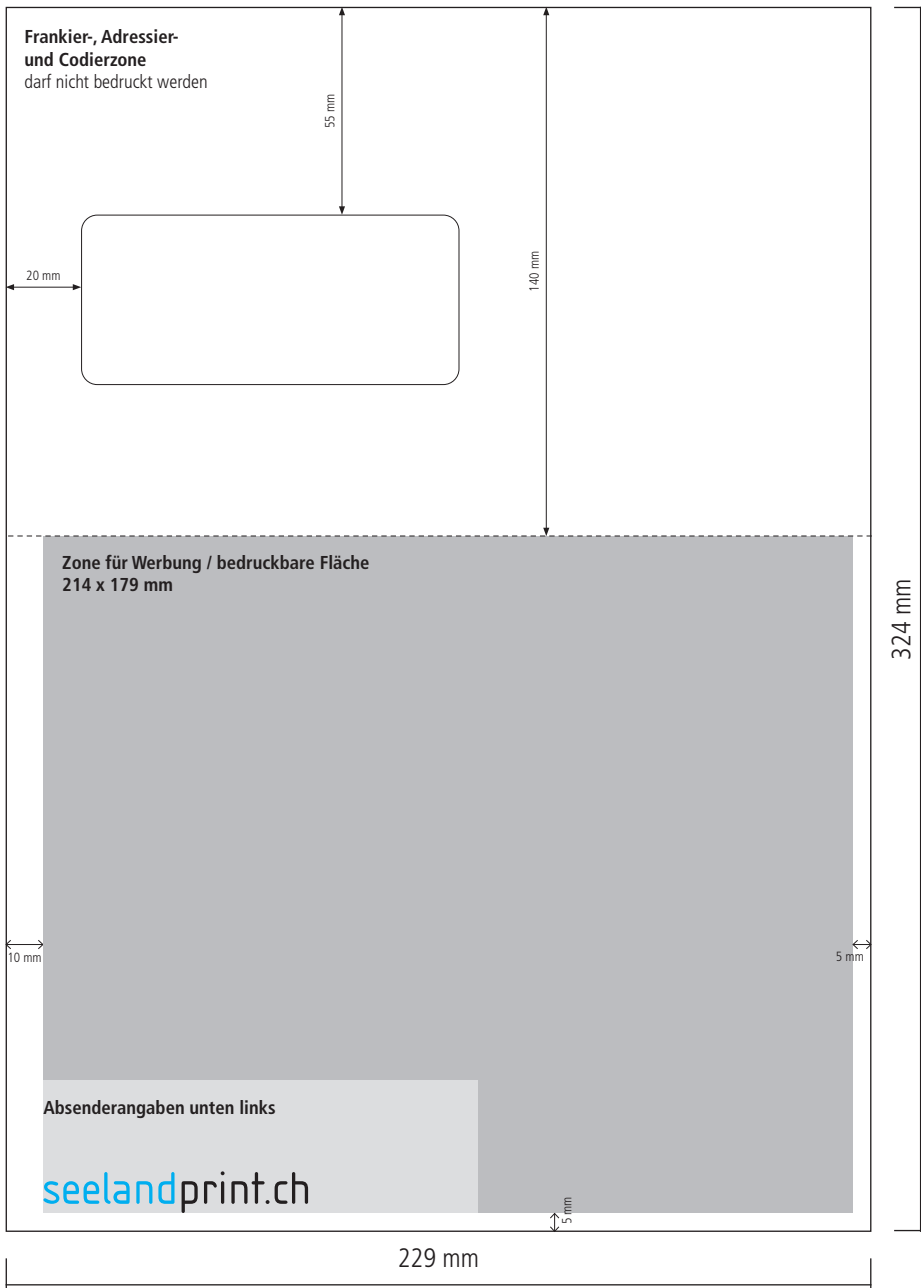 Frankier-, Adressier-
und Codierzone
darf nicht bedruckt werden
55 mm
140 mm
20 mm
Zone für Werbung / bedruckbare Fläche
214 x 179 mm
324 mm
10 mm
5 mm
Absenderangaben unten links
seelandprint.ch
5 mm
229 mm